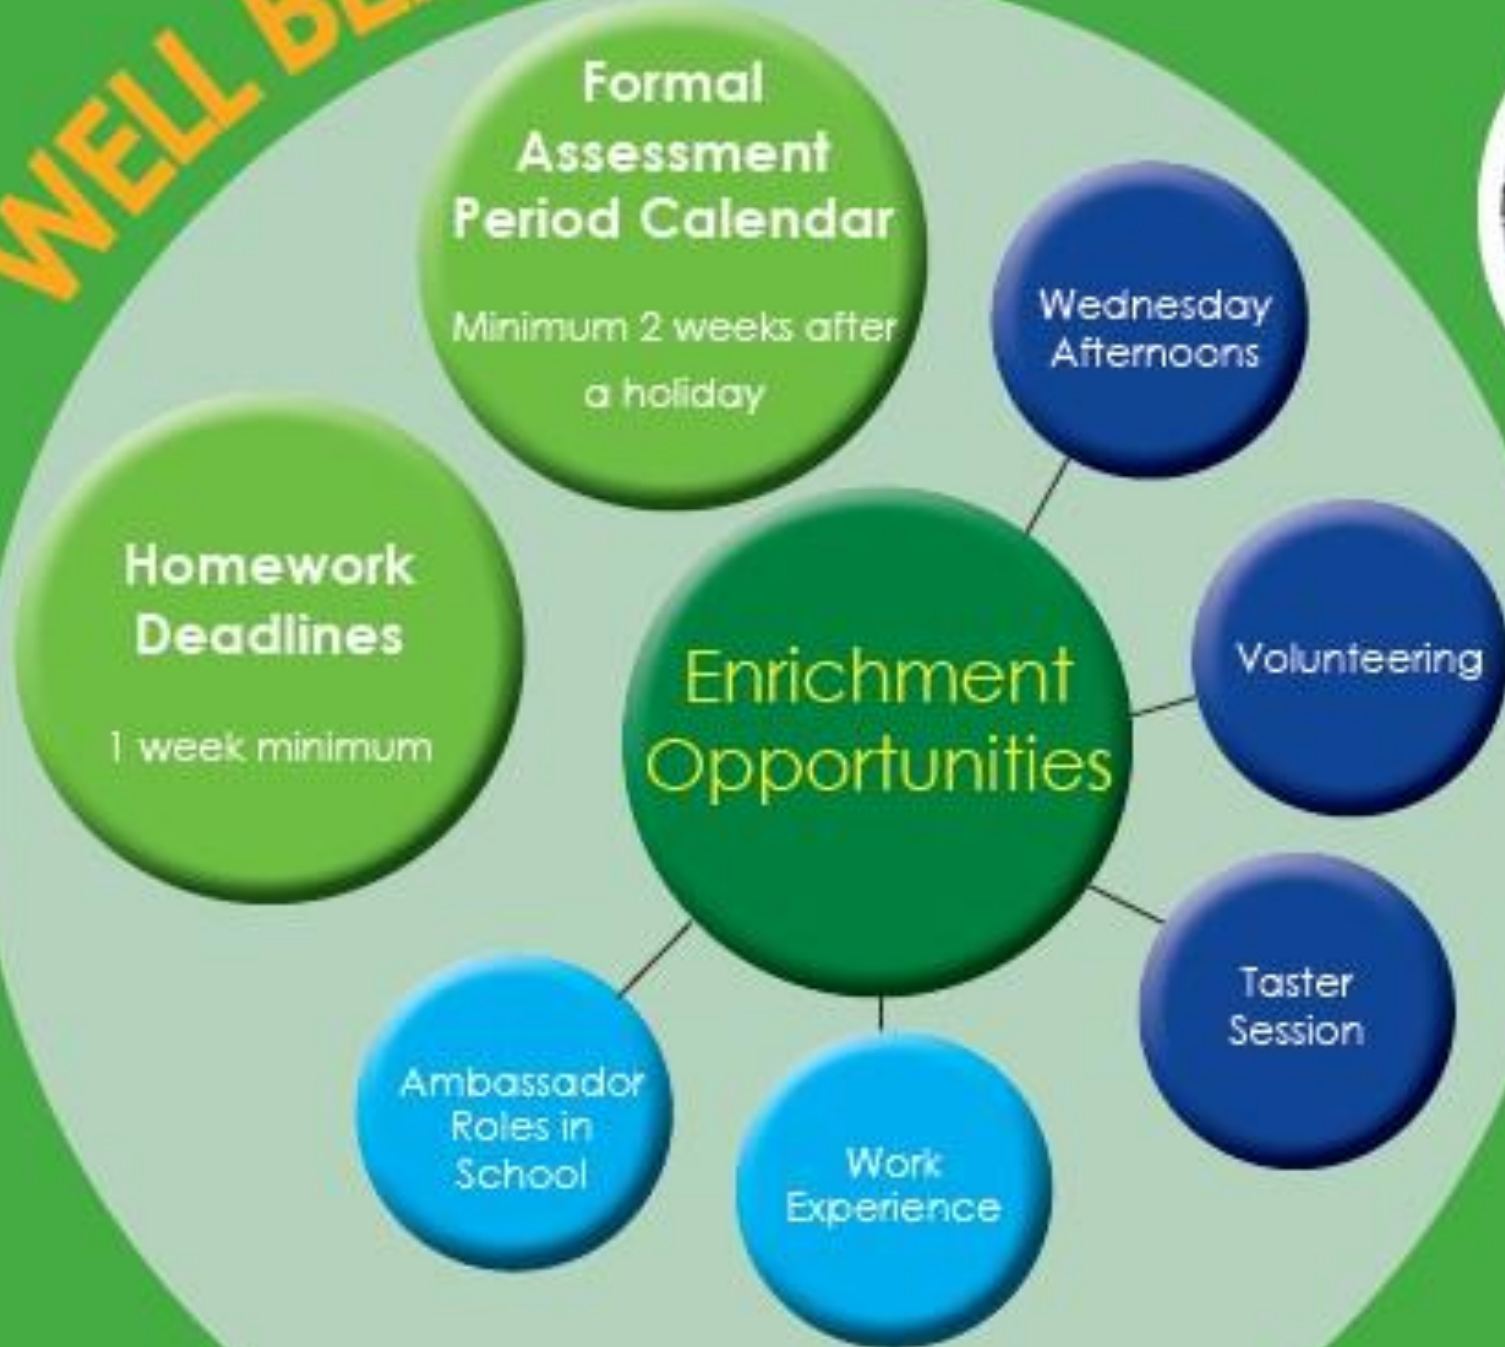 WELL
Formal
Assessment
Period Calendar
Minimum 2 weeks after
a holiday
Wednesday
Afternoons
Homework
Deadlines
1 week minimum
Volunteering
Enrichment
Opportunities
Taster
Session
Ambassador
Roles in
School
Work
Experience